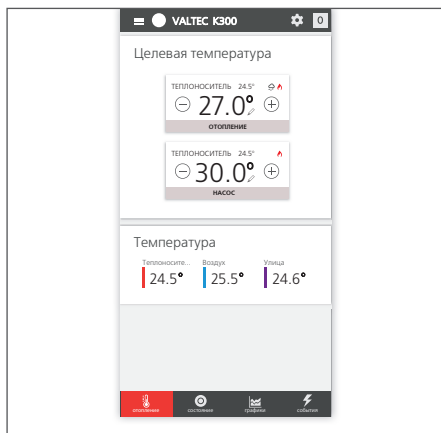 VALTEC K300 0
Целевая температура
ТЕПЛОНОСИТЕЛЬ 24.5°
27.0°
ОТОПЛЕНИЕ
ТЕПЛОНОСИТЕЛЬ 24.5°
30.0°
НАСОС
Температура
Теплоносите... Воздух Улица
24.5° 25.5° 24.6°
отопление состояние графики события